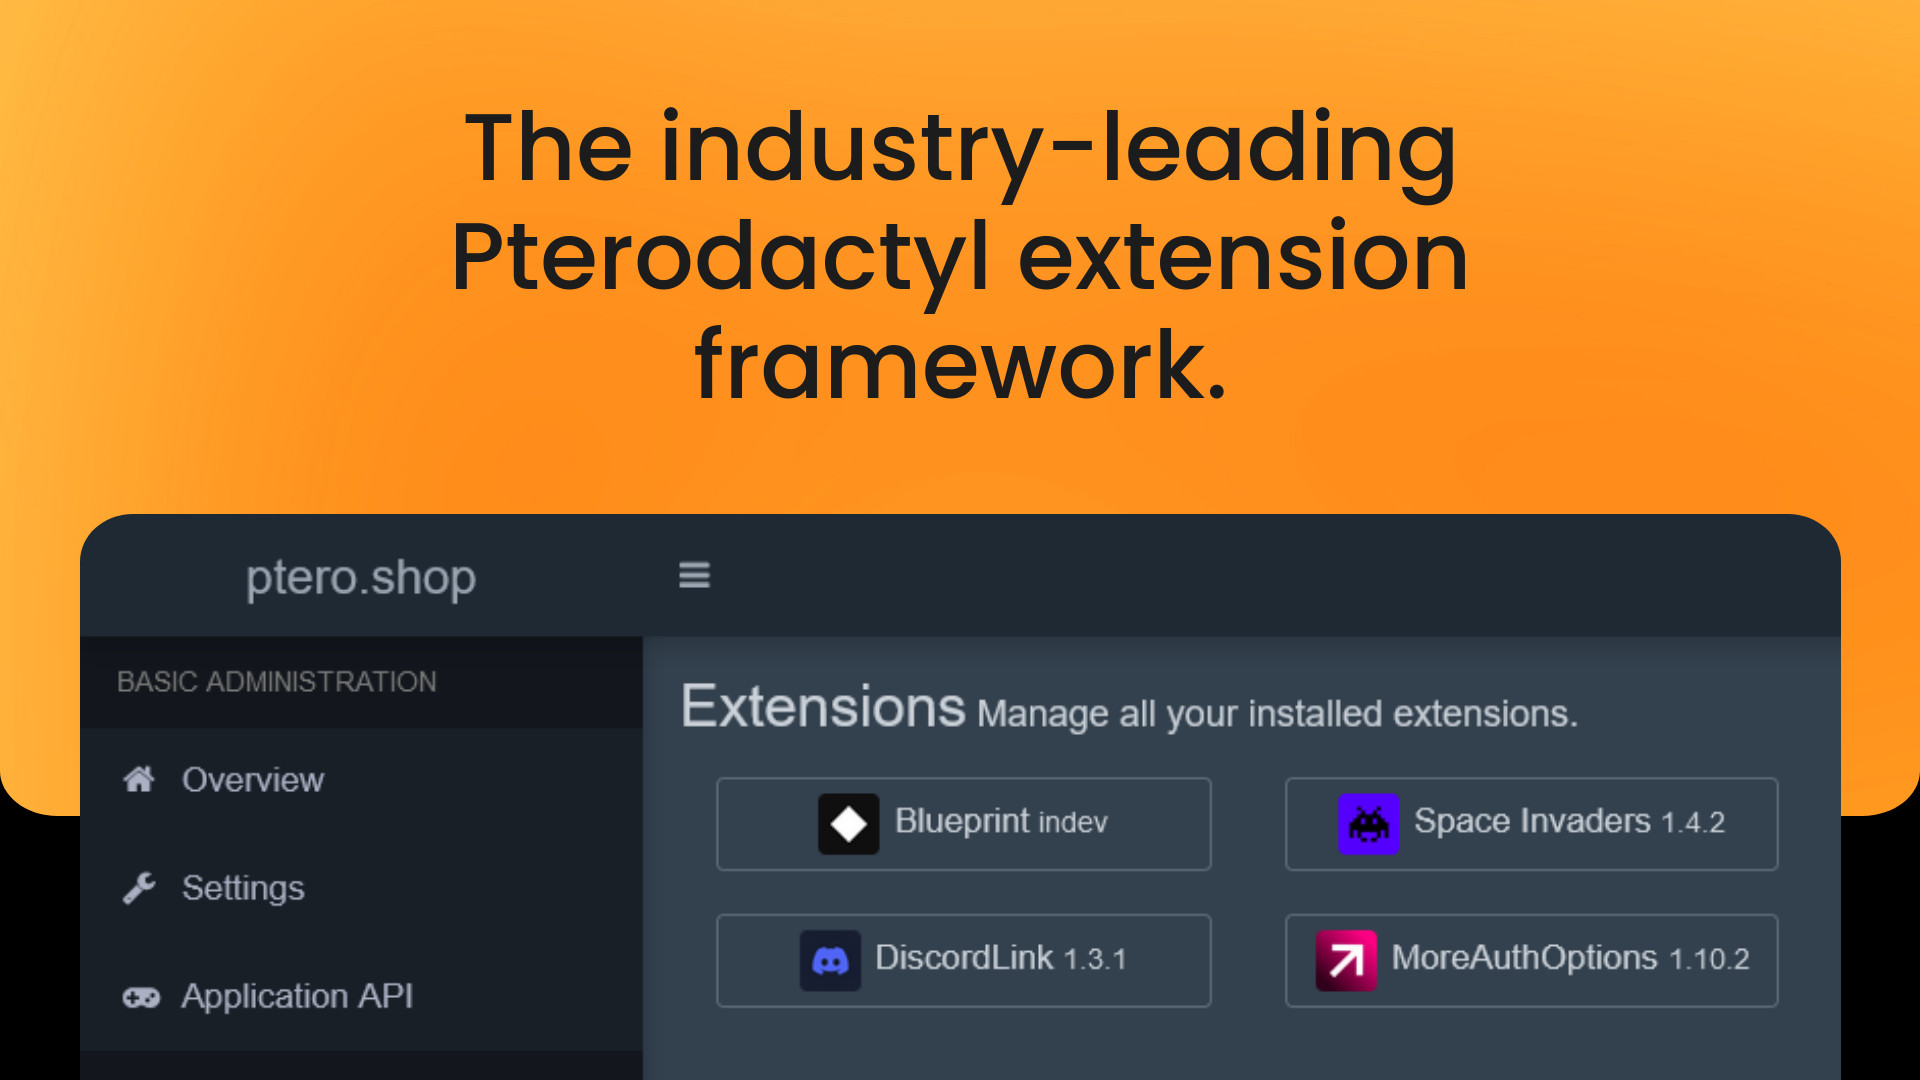 The industry-leading
Pterodactyl extension
framework.
ptero.shop
BASIC ADMINISTRATION
Overview
Settings
Application API
Extensions Manage all your installed extensions.
Blueprint indev
Space Invaders 1.4.2
DiscordLink 1.3.1
MoreAuthOptions 1.10.2